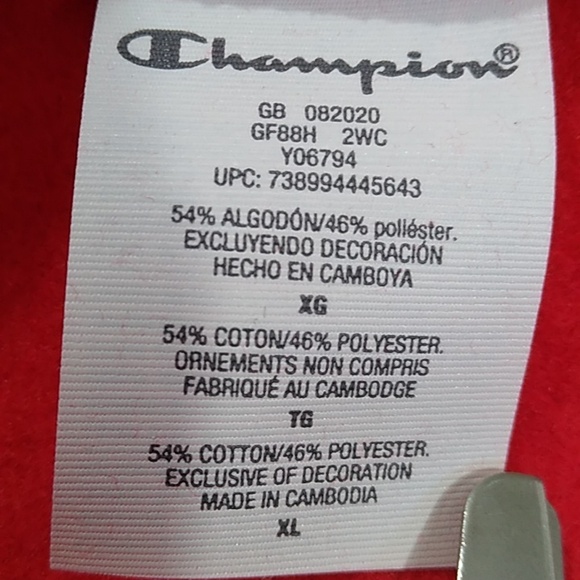 Champion®
GB 082020
GF88H 2WC
Y06794
UPC: 738994445643
54% ALGODÓN/46% poliéster.
EXCLUYENDO DECORACIÓN
HECHO EN CAMBOYA
XG
54% COTON/46% POLYESTER.
ORNEMENTS NON COMPRIS
FABRIQUÉ AU CAMBODGE
TG
54% COTTON/46% POLYESTER.
EXCLUSIVE OF DECORATION
MADE IN CAMBODIA
XL